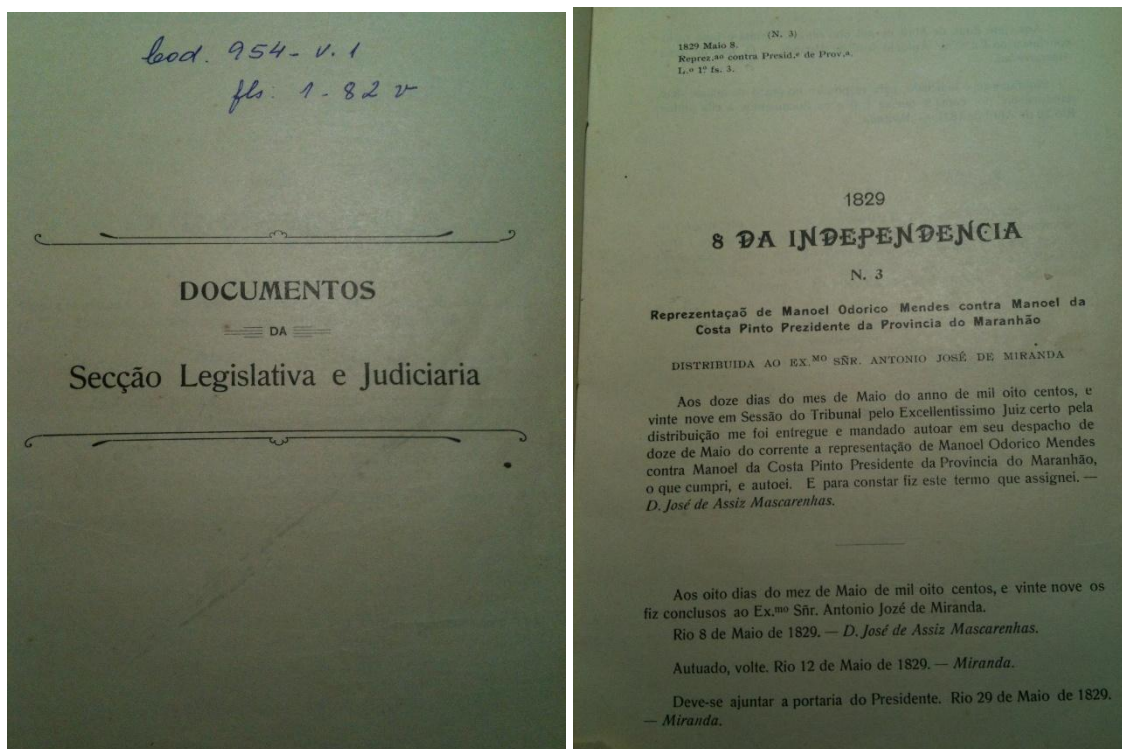 Cod. 954- v. 1
fls. 1-82 v
DOCUMENTOS
DA
Secção Legislativa e Judiciaria
(N. 3)
1829 Maio 8.
Reprez.ão contra Presid.e de Prov.a.
L.o 1º fs. 3.
1829
8 DA INDEPENDENCIA
N. 3
Reprezentaçaõ de Manoel Odorico Mendes contra Manoel da
Costa Pinto Prezidente da Provincia do Maranhão
DISTRIBUIDA AO EX.MO SÑR. ANTONIO JOSÉ DE MIRANDA
Aos doze dias do mes de Maio do anno de mil oito centos, e
vinte nove em Sessão do Tribunal pelo Excellentissimo Juiz certo pela
distribuição me foi entregue e mandado autoar em seu despacho de
doze de Maio do corrente a representação de Manoel Odorico Mendes
contra Manoel da Costa Pinto Presidente da Provincia do Maranhão,
o que cumpri, e autoei. E para constar fiz este termo que assignei. —
D. José de Assiz Mascarenhas.
Aos oito dias do mez de Maio de mil oito centos, e vinte nove os
fiz conclusos ao Ex.mo Sñr. Antonio Jozé de Miranda.
Rio 8 de Maio de 1829. — D. José de Assiz Mascarenhas.
Autuado, volte. Rio 12 de Maio de 1829. — Miranda.
Deve-se ajuntar a portaria do Presidente. Rio 29 de Maio de 1829.
— Miranda.